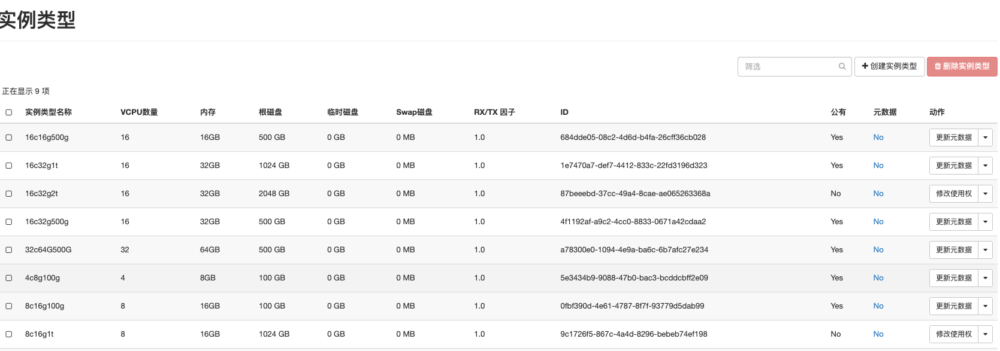 实例类型
筛选 创建实例类型 删除实例类型
正在显示 9 项
实例类型名称 VCPU数量 内存 根磁盘 临时磁盘 Swap磁盘 RX/TX 因子 ID 公有 元数据 动作
16c16g500g 16 16GB 500 GB 0 GB 0 MB 1.0 684dde05-08c2-4d6d-b4fa-26cff36cb028 Yes No 更新元数据
16c32g1t 16 32GB 1024 GB 0 GB 0 MB 1.0 1e7470a7-def7-4412-833c-22fd3196d323 Yes No 更新元数据
16c32g2t 16 32GB 2048 GB 0 GB 0 MB 1.0 87beeebd-37cc-49a4-8cae-ae065263368a No No 修改使用权
16c32g500g 16 32GB 500 GB 0 GB 0 MB 1.0 4f1192af-a9c2-4cc0-8833-0671a42cdaa2 Yes No 更新元数据
32c64G500G 32 64GB 500 GB 0 GB 0 MB 1.0 a78300e0-1094-4e9a-ba6c-6b7afc27e234 Yes No 更新元数据
4c8g100g 4 8GB 100 GB 0 GB 0 MB 1.0 5e3434b9-9088-47b0-bac3-bcddcbff2e09 Yes No 更新元数据
8c16g100g 8 16GB 100 GB 0 GB 0 MB 1.0 0fbf390d-4e61-4787-8f7f-93779d5dab99 Yes No 更新元数据
8c16g1t 8 16GB 1024 GB 0 GB 0 MB 1.0 9c1726f5-867c-4a4d-8296-bebeb74ef198 No No 修改使用权